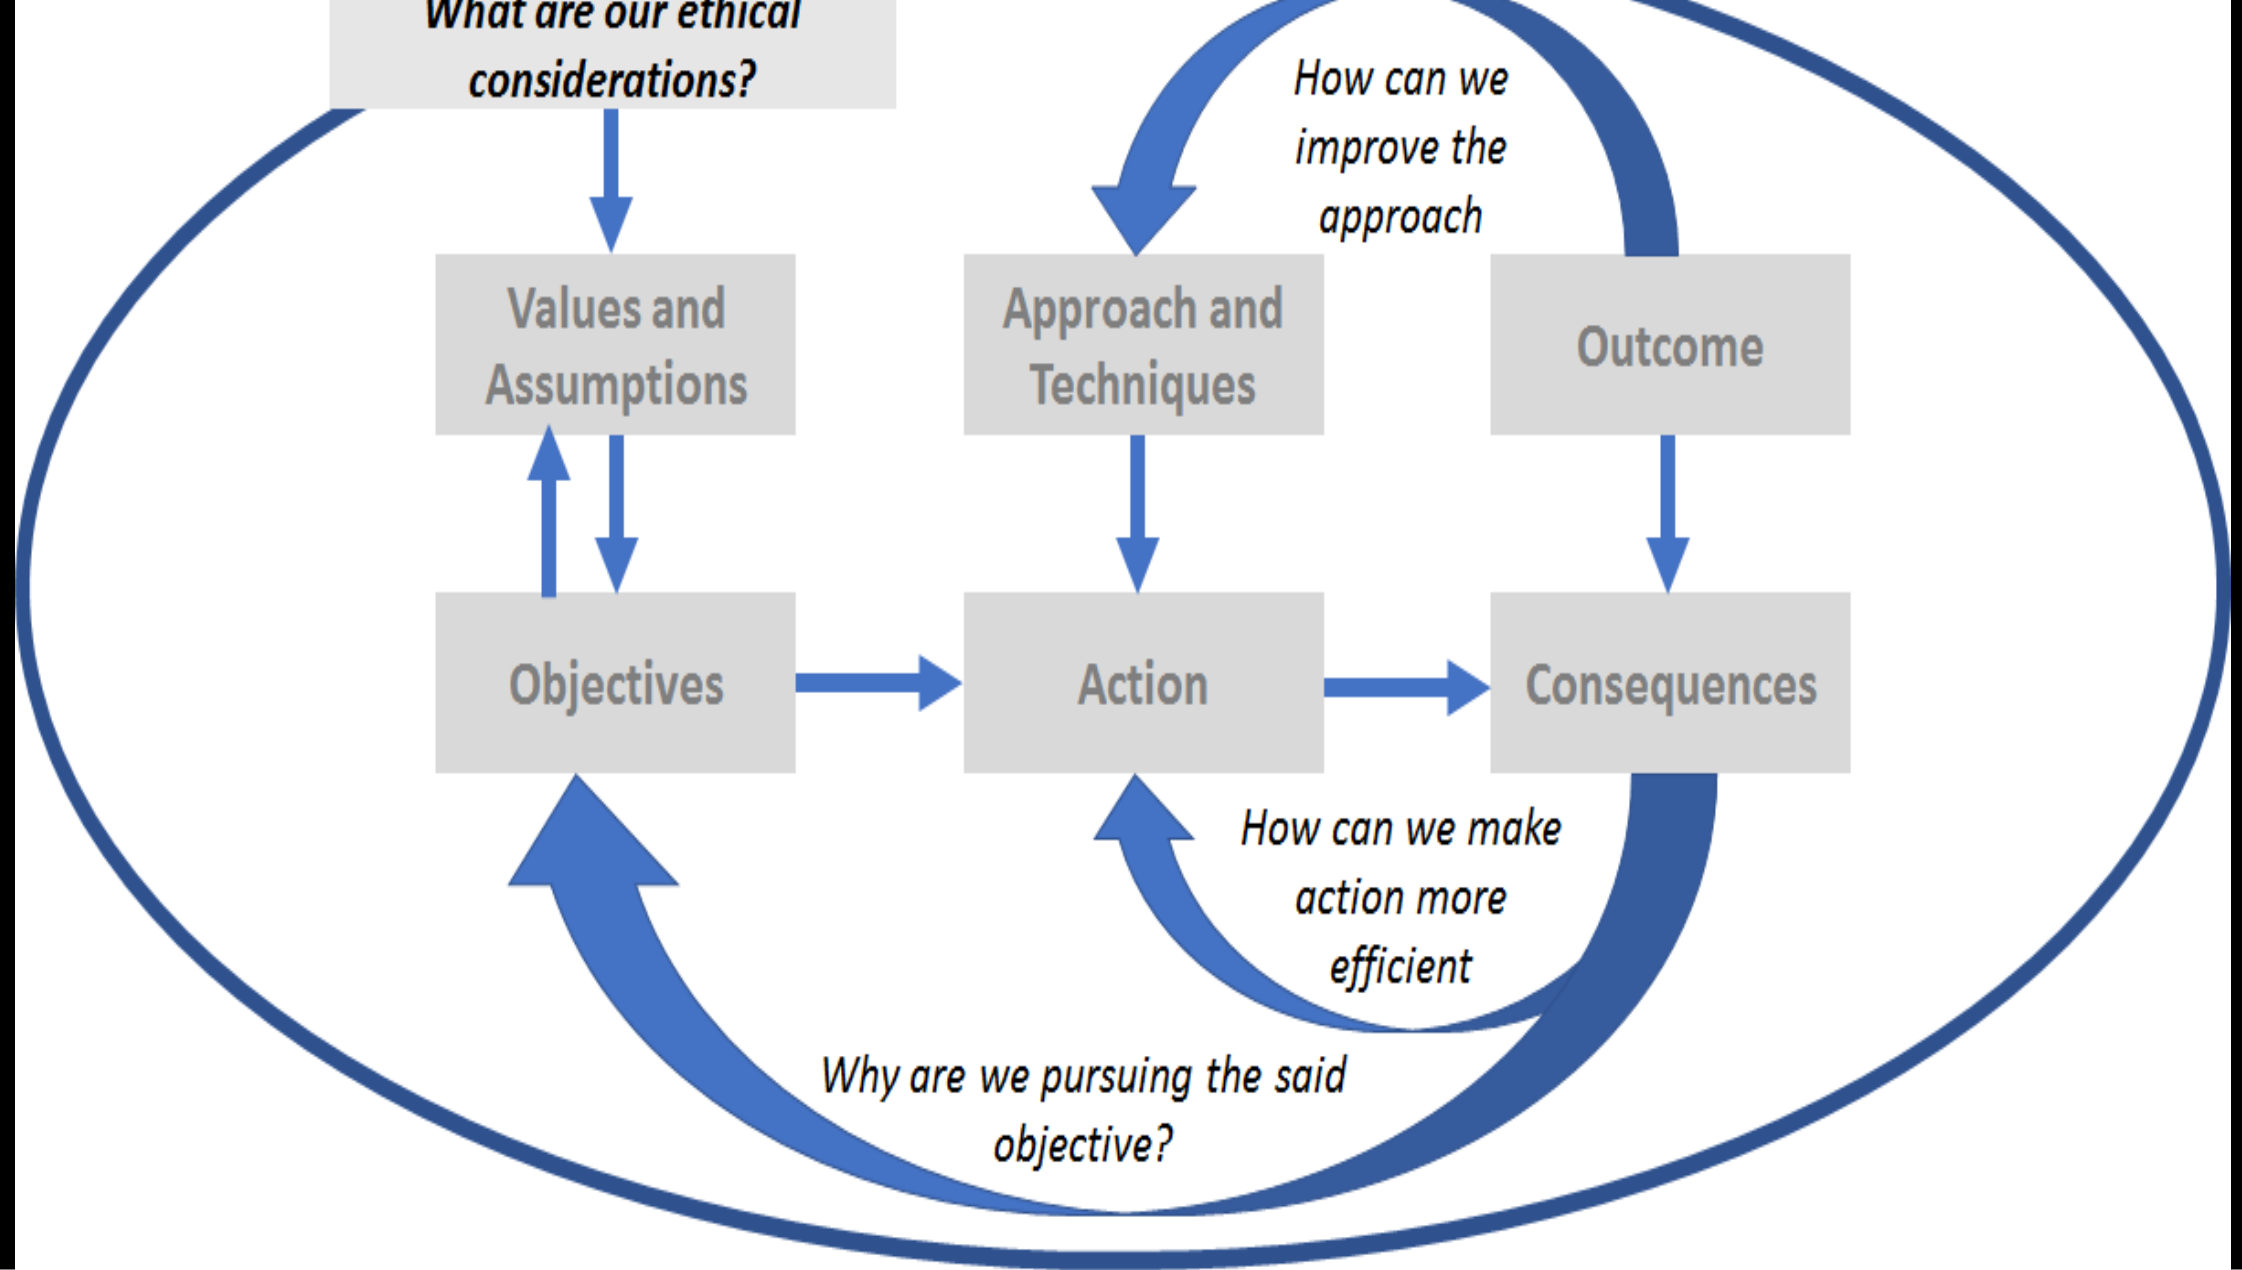 What are our ethical
considerations?
How can we
improve the
approach
Values and
Assumptions
Approach and
Techniques
Outcome
Objectives
Action
Consequences
How can we make
action more
efficient
Why are we pursuing the said
objective?